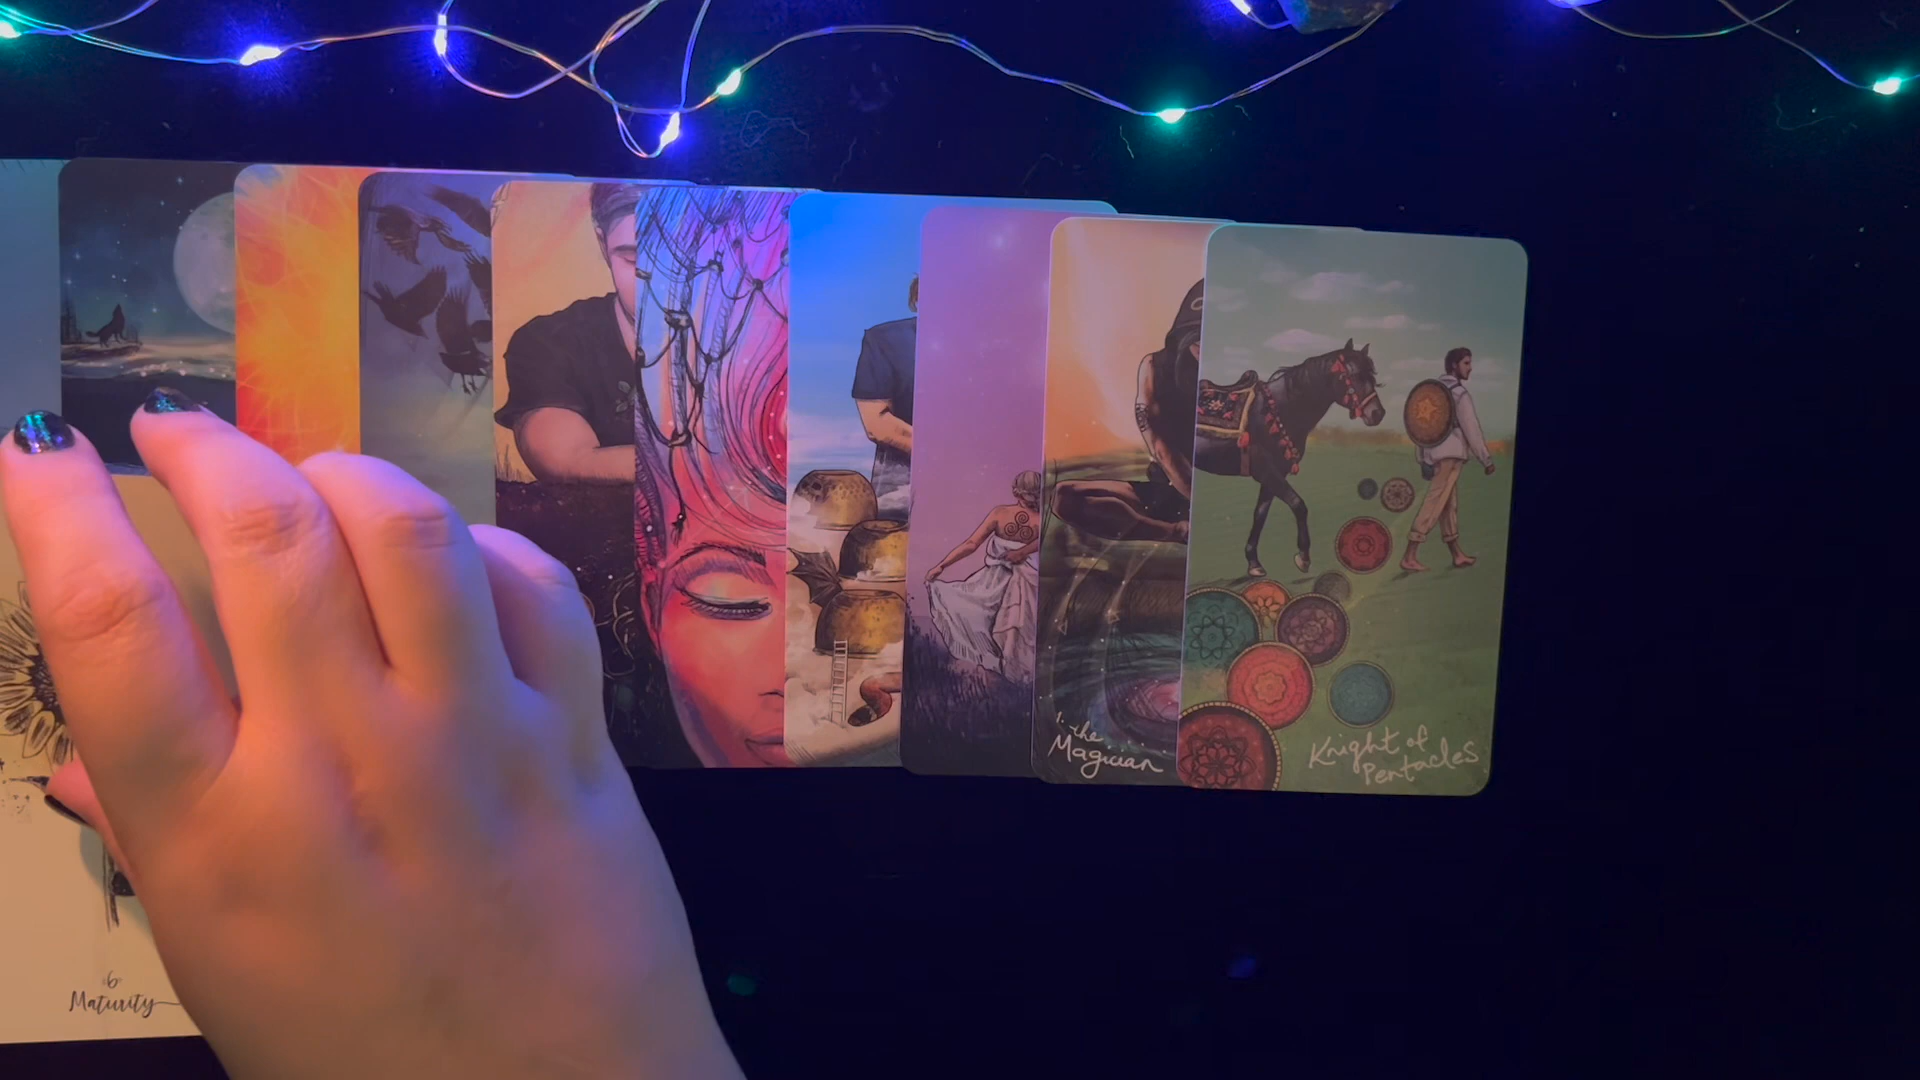 6
Maturity
1. the
Magician
Knight of
Pentacles